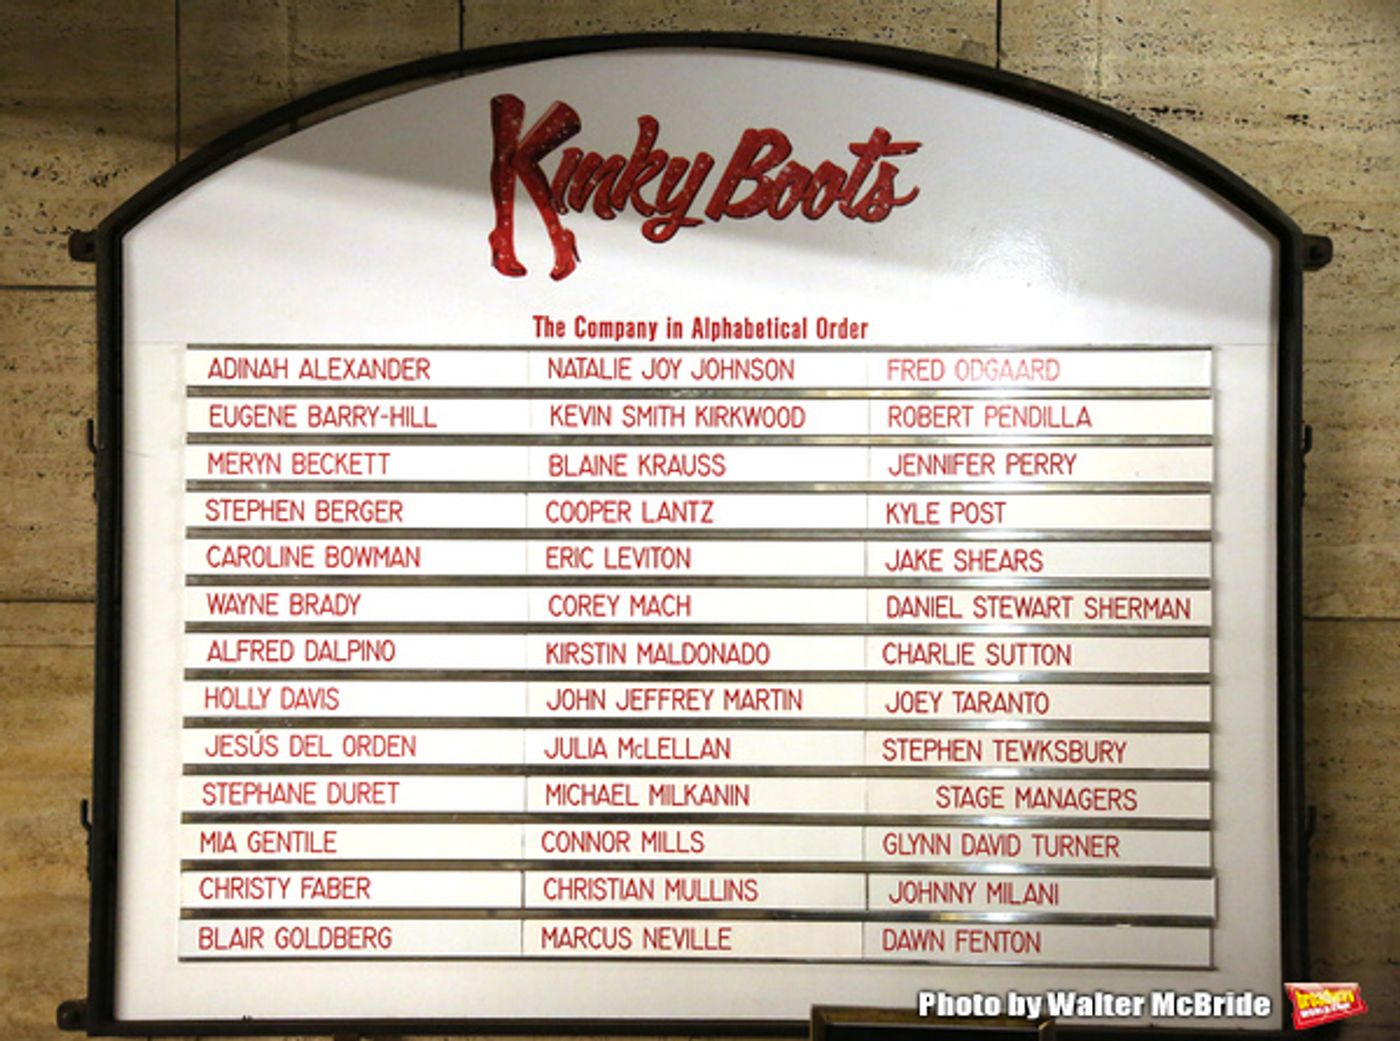 Kinky Boots
The Company in Alphabetical Order
ADINAH ALEXANDER
EUGENE BARRY-HILL
MERYN BECKETT
STEPHEN BERGER
CAROLINE BOWMAN
WAYNE BRADY
ALFRED DALPINO
HOLLY DAVIS
JESÚS DEL ORDEN
STEPHANE DURET
MIA GENTILE
CHRISTY FABER
BLAIR GOLDBERG
NATALIE JOY JOHNSON
KEVIN SMITH KIRKWOOD
BLAINE KRAUSS
COOPER LANTZ
ERIC LEVITON
COREY MACH
KIRSTIN MALDONADO
JOHN JEFFREY MARTIN
JULIA McLELLAN
MICHAEL MILKANIN
CONNOR MILLS
CHRISTIAN MULLINS
MARCUS NEVILLE
FRED ODGAARD
ROBERT PENDILLA
JENNIFER PERRY
KYLE POST
JAKE SHEARS
DANIEL STEWART SHERMAN
CHARLIE SUTTON
JOEY TARANTO
STEPHEN TEWKSBURY
STAGE MANAGERS
GLYNN DAVID TURNER
JOHNNY MILANI
DAWN FENTON
Photo by Walter McBride
BROADWAY
WORLD.COM